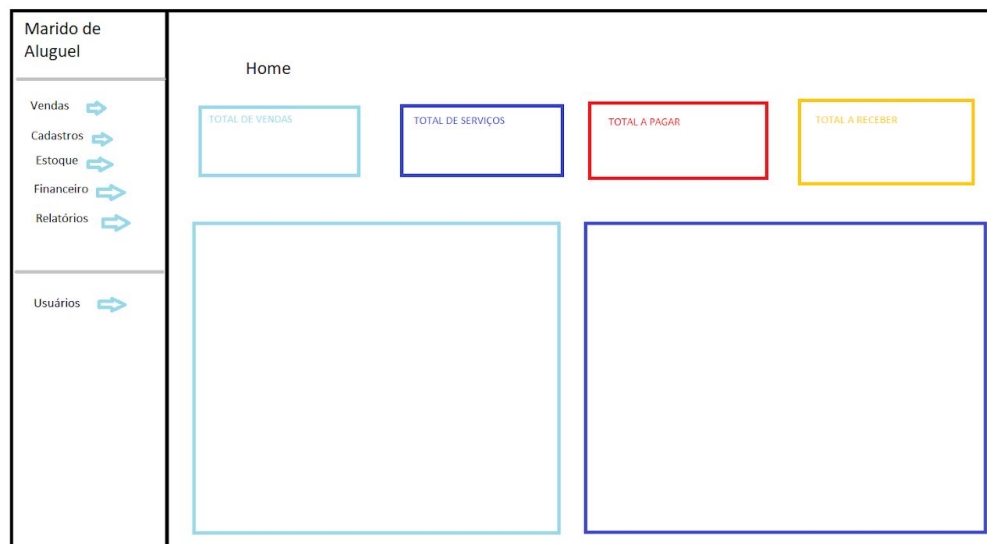 Marido de
Aluguel
Home
Vendas
Cadastros
Estoque
Financeiro
Relatórios
Usuários
TOTAL DE VENDAS
TOTAL DE SERVIÇOS
TOTAL A PAGAR
TOTAL A RECEBER